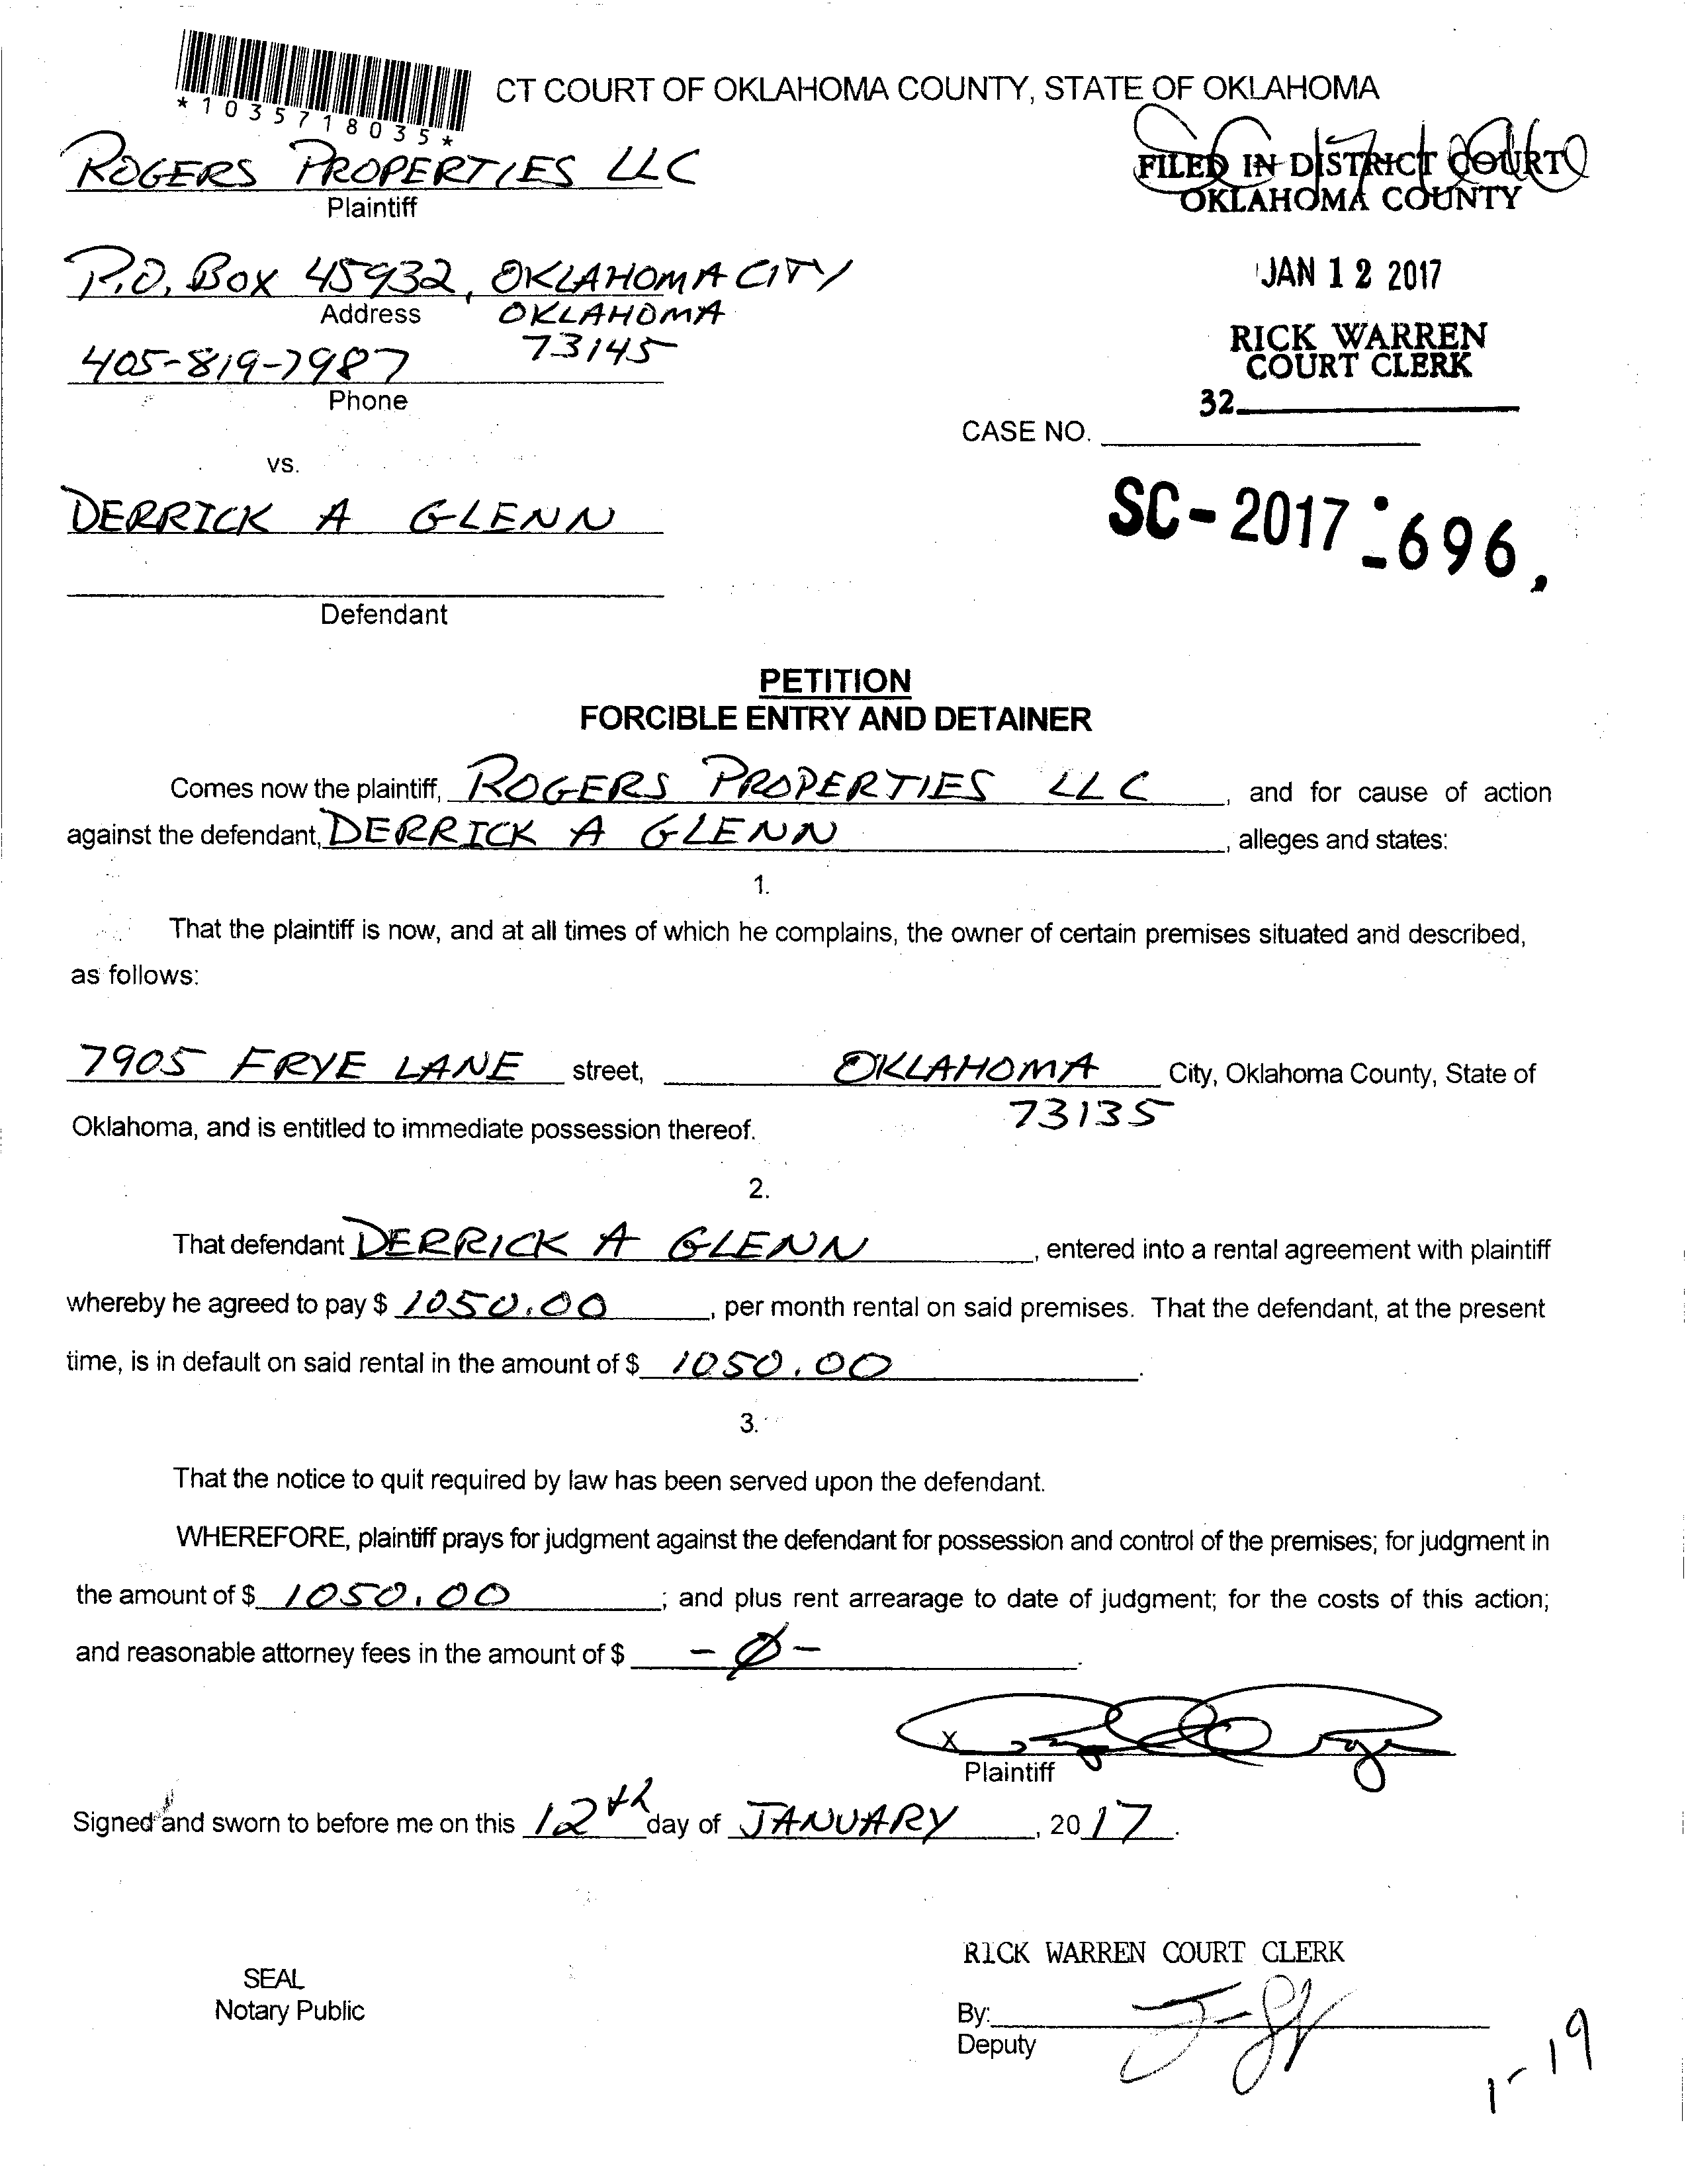 *1035718035*
CT COURT OF OKLAHOMA COUNTY, STATE OF OKLAHOMA
ROGERS PROPERTIES LLC
Plaintiff
FILED IN DISTRICT COURT
OKLAHOMA COUNTY
P.O. BOX 45932, OKLAHOMA CITY
Address OKLAHOMA
73145
JAN 12 2017
405-819-7987
Phone
RICK WARREN
COURT CLERK
32
CASE NO.
vs.
SC-2017-696
DERRICK A GLENN
Defendant
PETITION
FORCIBLE ENTRY AND DETAINER
Comes now the plaintiff, ROGERS PROPERTIES LLC, and for cause of action
against the defendant, DERRICK A GLENN, alleges and states:
1.
That the plaintiff is now, and at all times of which he complains, the owner of certain premises situated and described,
as follows:
7905 FRYE LANE street, OKLAHOMA City, Oklahoma County, State of
73135
Oklahoma, and is entitled to immediate possession thereof.
2.
That defendant DERRICK A GLENN, entered into a rental agreement with plaintiff
whereby he agreed to pay $ 1050.00, per month rental on said premises. That the defendant, at the present
time, is in default on said rental in the amount of $ 1050.00.
3.
That the notice to quit required by law has been served upon the defendant.
WHEREFORE, plaintiff prays for judgment against the defendant for possession and control of the premises; for judgment in
the amount of $ 1050.00; and plus rent arrearage to date of judgment; for the costs of this action;
and reasonable attorney fees in the amount of $ -0-.
X
Plaintiff
Signed and sworn to before me on this 12th day of JANUARY, 2017.
RICK WARREN COURT CLERK
SEAL
Notary Public
By:
Deputy
1-19